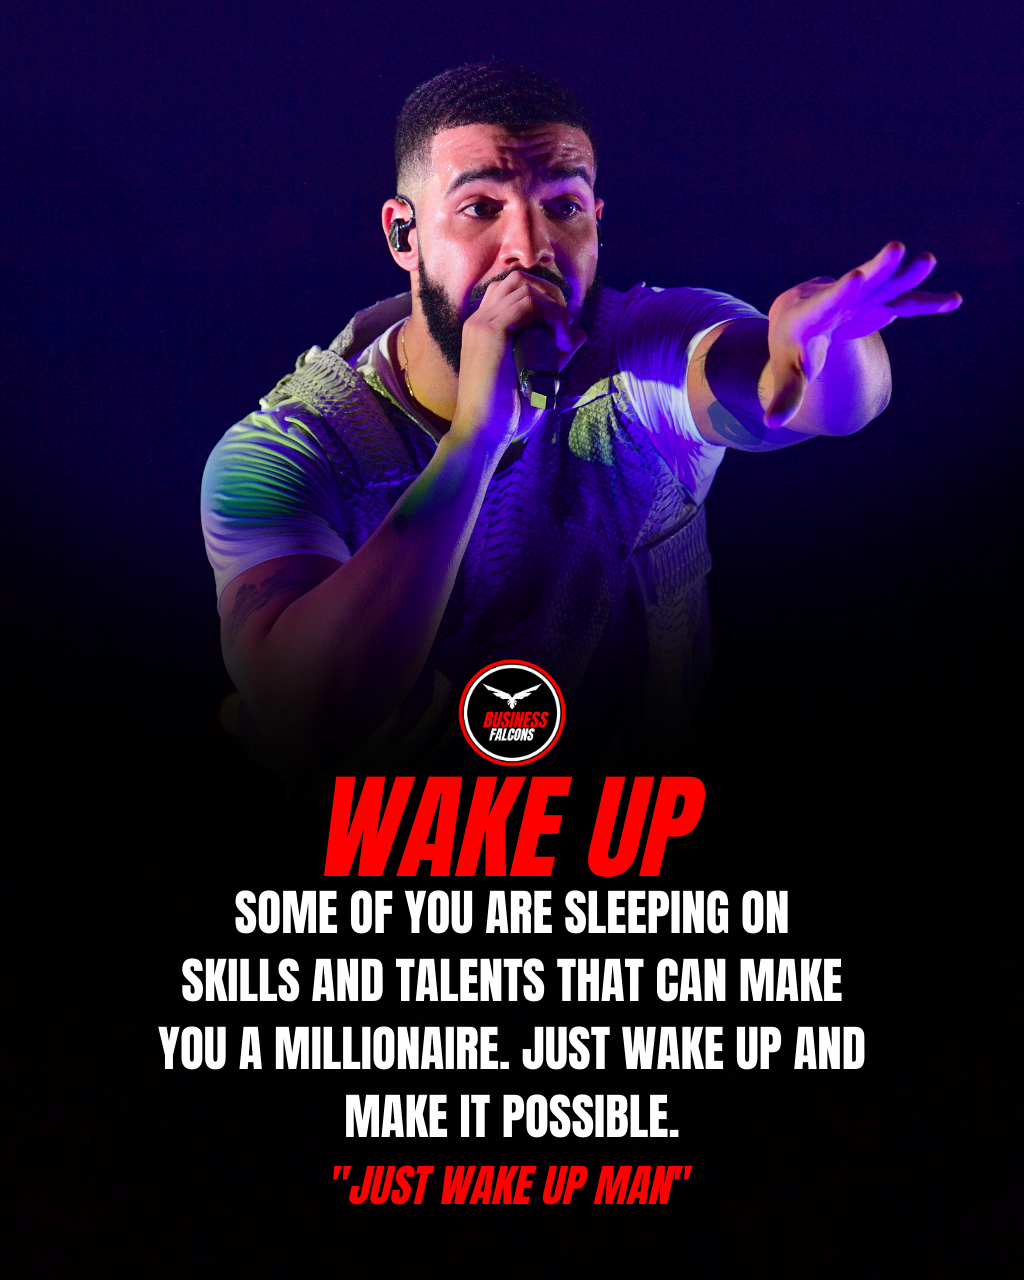 BUSINESS
FALCONS
WAKE UP
SOME OF YOU ARE SLEEPING ON
SKILLS AND TALENTS THAT CAN MAKE
YOU A MILLIONAIRE. JUST WAKE UP AND
MAKE IT POSSIBLE.
"JUST WAKE UP MAN"